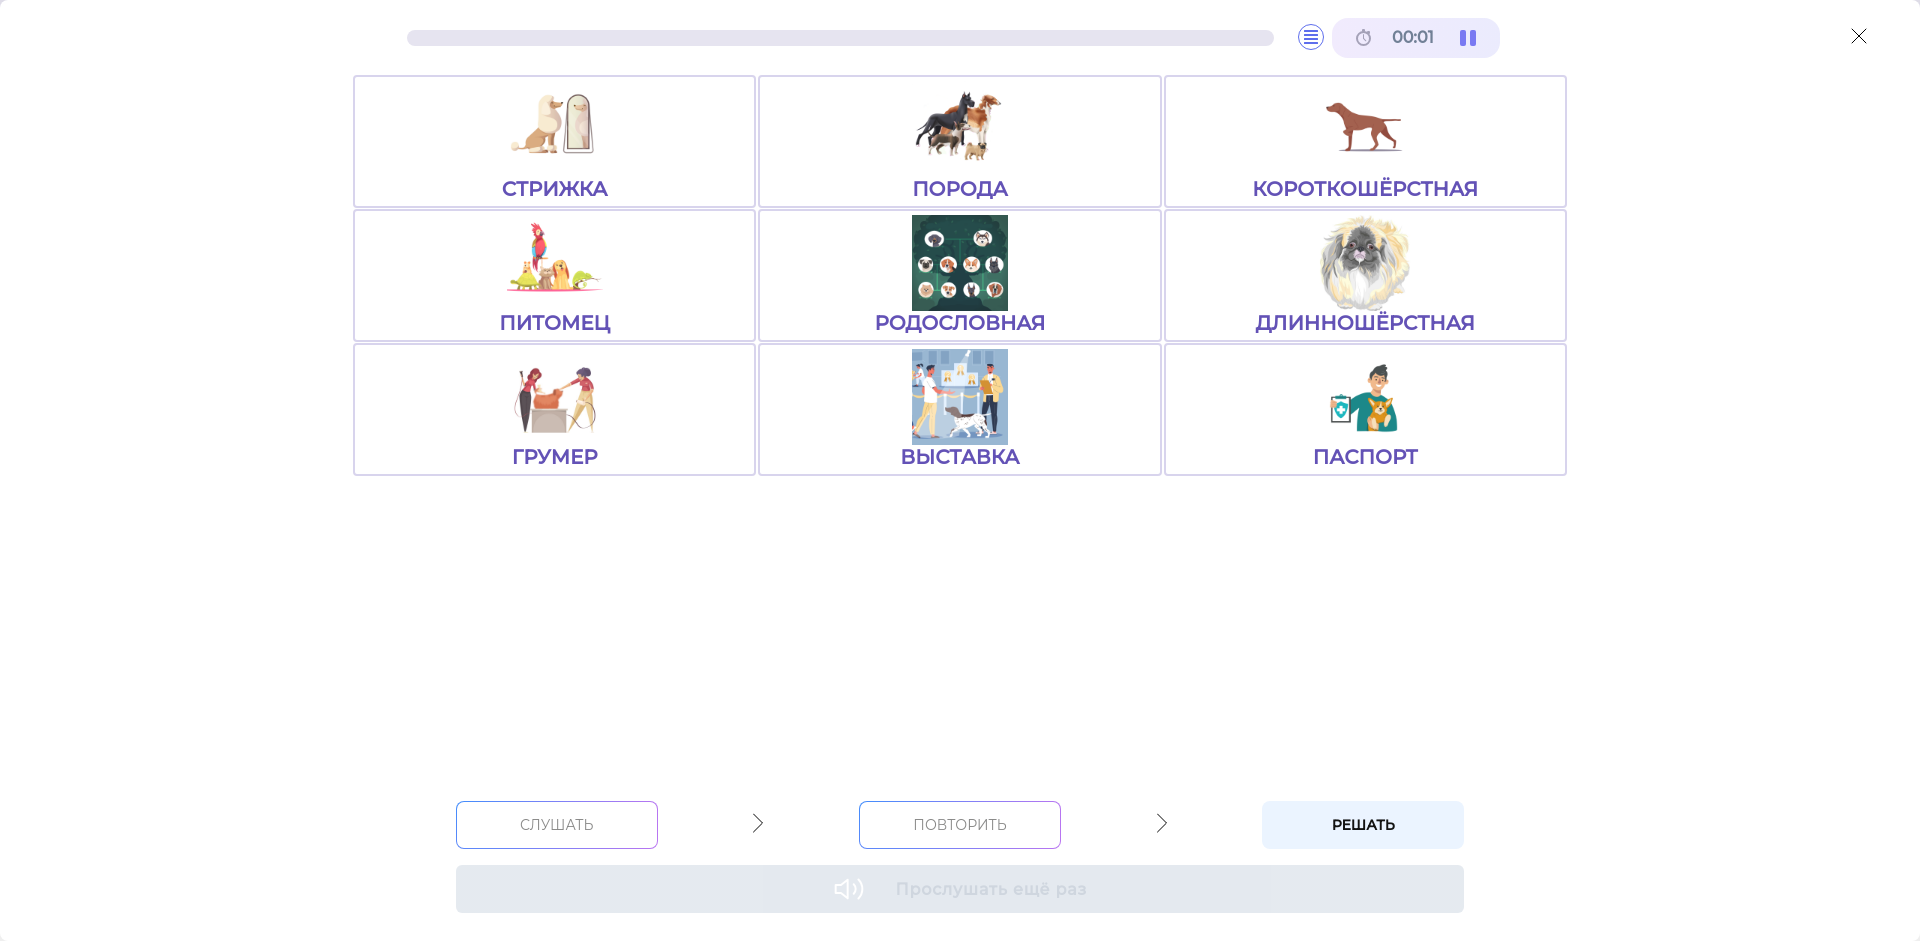 00:01
СТРИЖКА
ПОРОДА
КОРОТКОШЁРСТНАЯ
ПИТОМЕЦ
РОДОСЛОВНАЯ
ДЛИННОШЁРСТНАЯ
ГРУМЕР
ВЫСТАВКА
ПАСПОРТ
СЛУШАТЬ
ПОВТОРИТЬ
РЕШАТЬ
Прослушать ещё раз